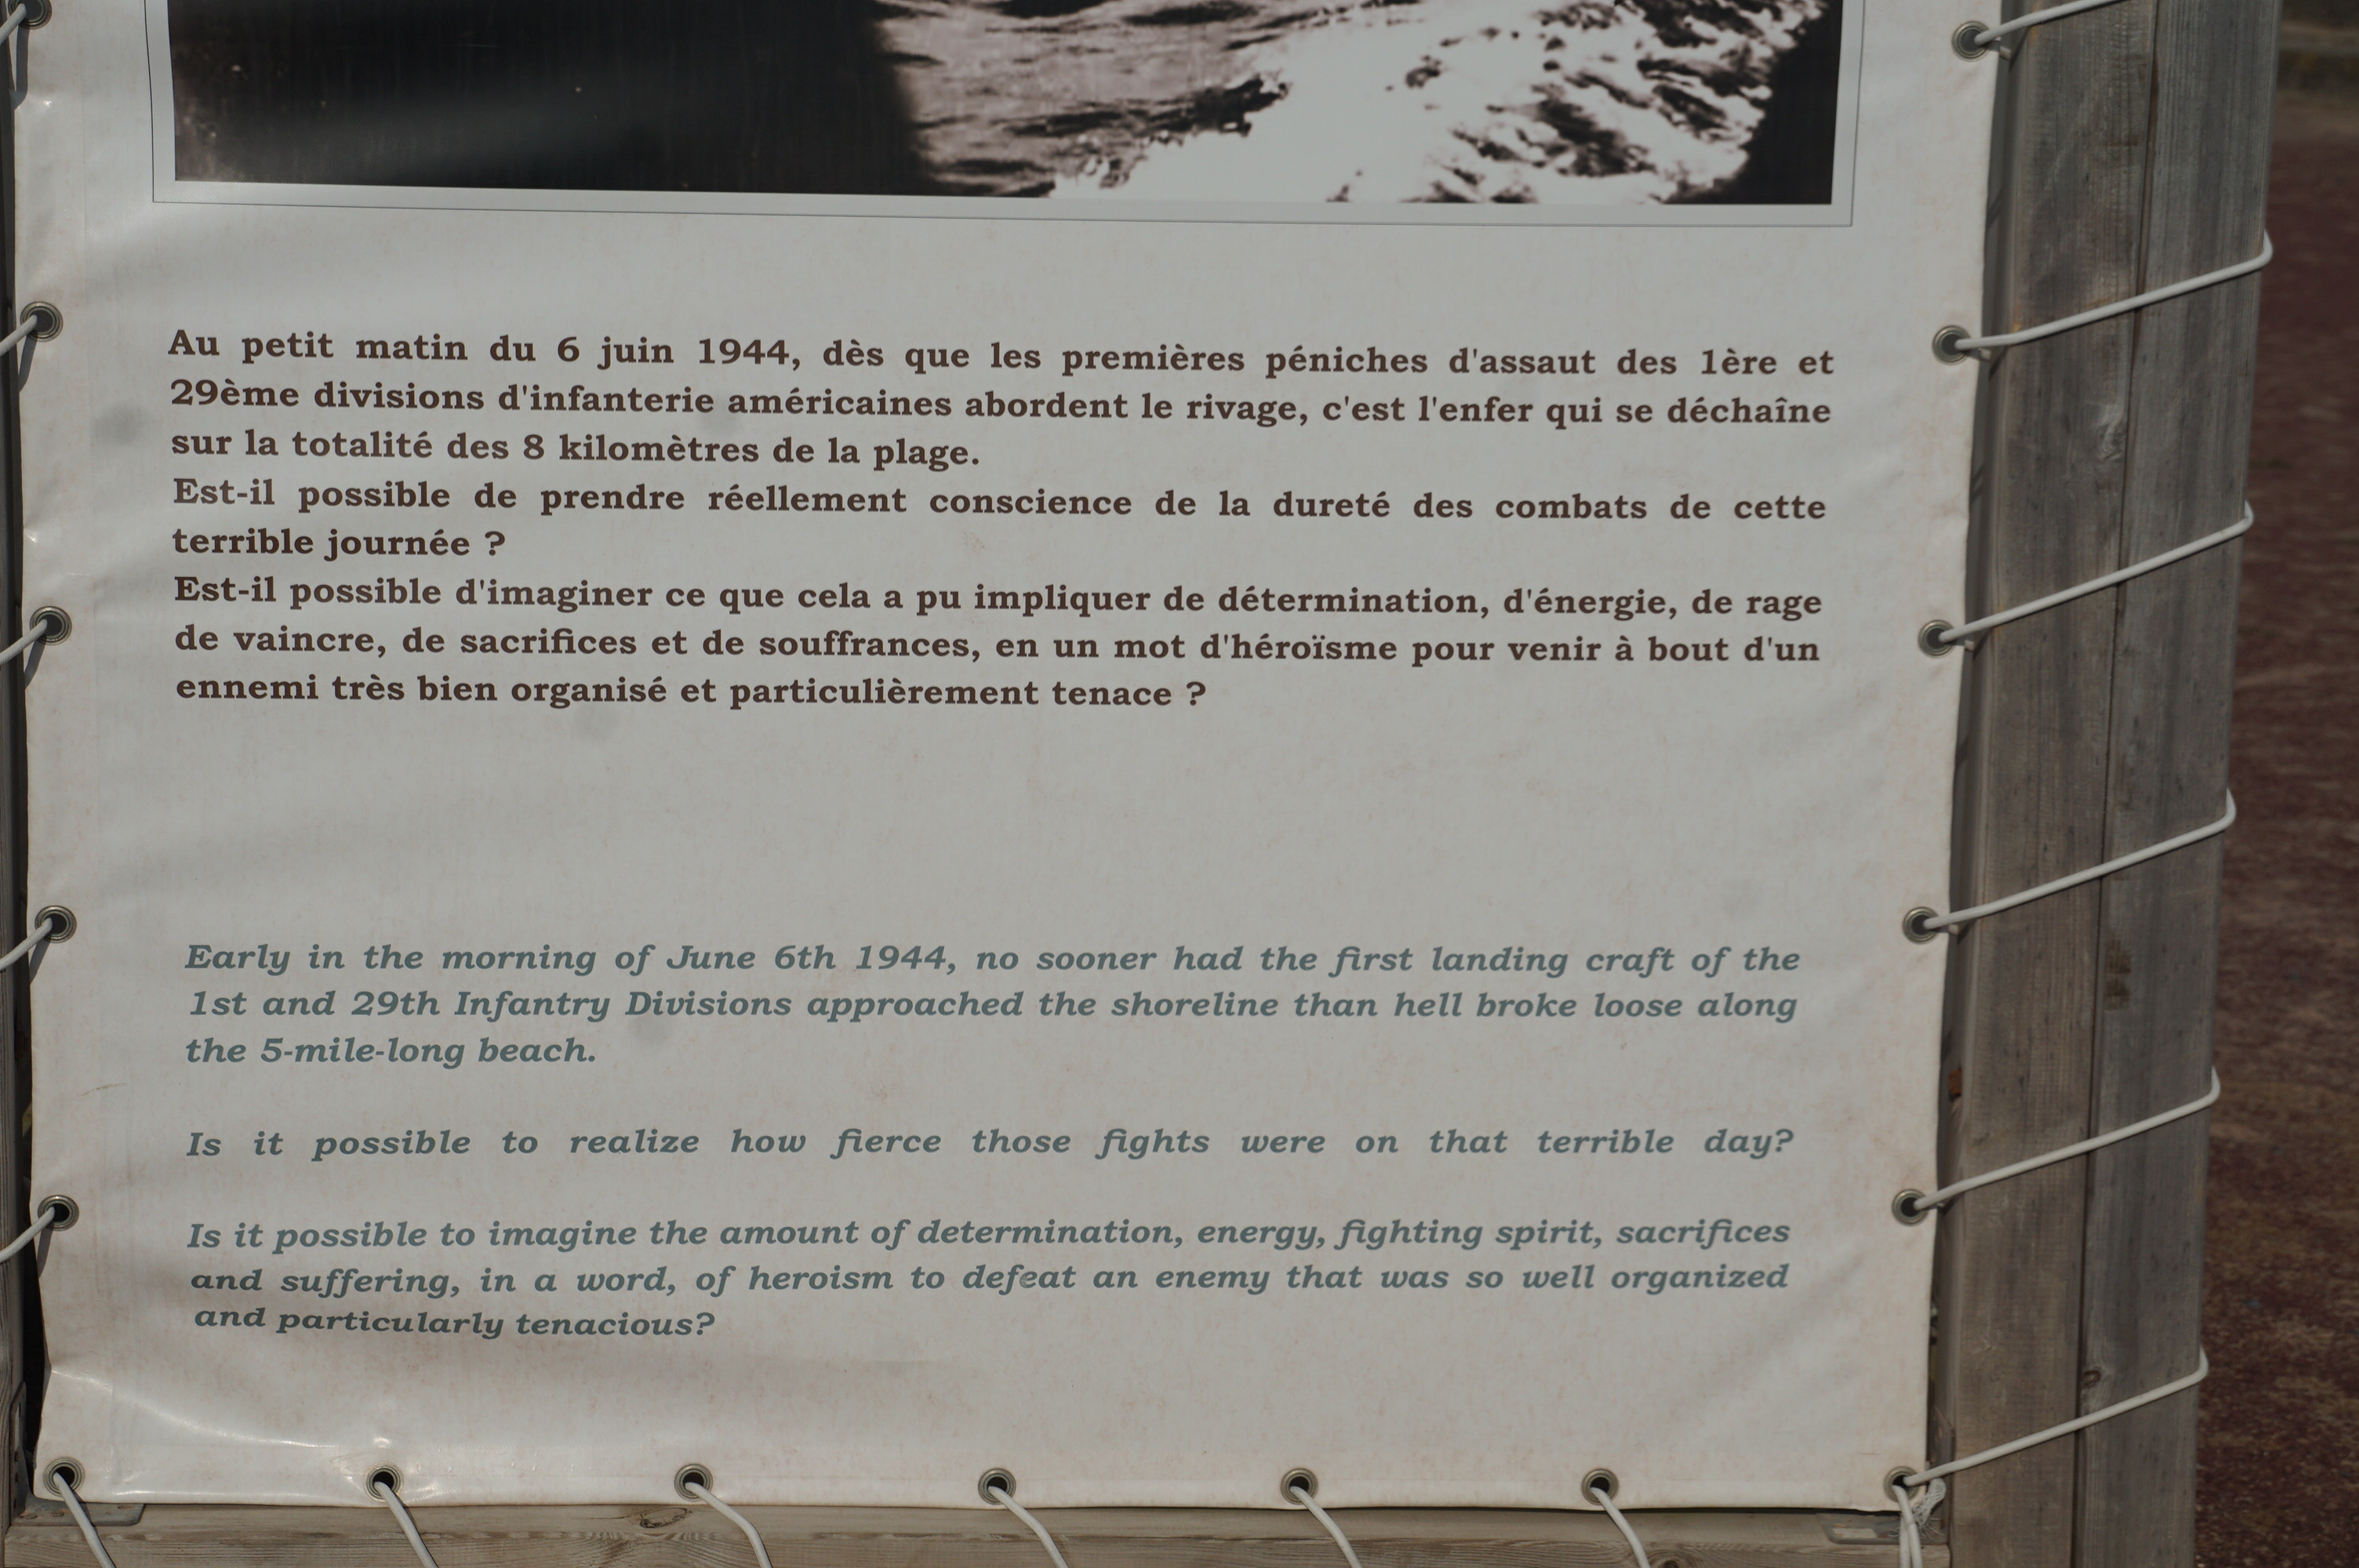 Au petit matin du 6 juin 1944, dès que les premières péniches d'assaut des 1ère et
29ème divisions d'infanterie américaines abordent le rivage, c'est l'enfer qui se déchaîne
sur la totalité des 8 kilomètres de la plage.
Est-il possible de prendre réellement conscience de la dureté des combats de cette
terrible journée ?
Est-il possible d'imaginer ce que cela a pu impliquer de détermination, d'énergie, de rage
de vaincre, de sacrifices et de souffrances, en un mot d'héroïsme pour venir à bout d'un
ennemi très bien organisé et particulièrement tenace ?
Early in the morning of June 6th 1944, no sooner had the first landing craft of the
1st and 29th Infantry Divisions approached the shoreline than hell broke loose along
the 5-mile-long beach.
Is it possible to realize how fierce those fights were on that terrible day?
Is it possible to imagine the amount of determination, energy, fighting spirit, sacrifices
and suffering, in a word, of heroism to defeat an enemy that was so well organized
and particularly tenacious?